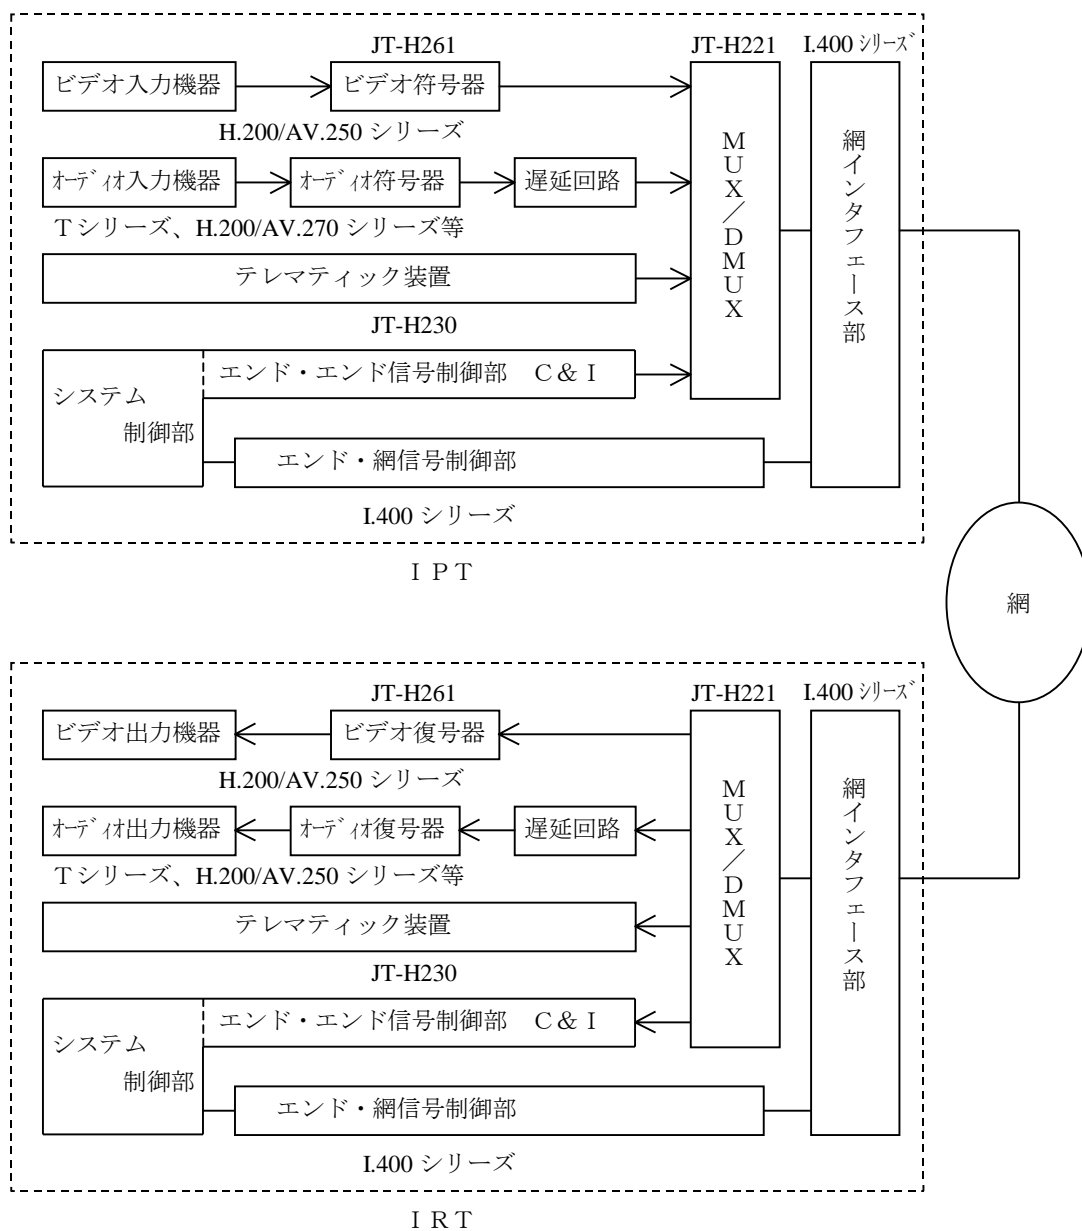 JT-H261
JT-H221
I.400 シリーズ
ビデオ入力機器
ビデオ符号器
H.200/AV.250 シリーズ
オーディオ入力機器
オーディオ符号器
遅延回路
Ｔシリーズ、H.200/AV.270 シリーズ等
テレマティック装置
JT-H230
エンド・エンド信号制御部　Ｃ＆Ｉ
システム
制御部
エンド・網信号制御部
I.400 シリーズ
ＭＵＸ／ＤＭＵＸ
網インタフェース部
ＩＰＴ
網
JT-H261
JT-H221
I.400 シリーズ
ビデオ出力機器
ビデオ復号器
H.200/AV.250 シリーズ
オーディオ出力機器
オーディオ復号器
遅延回路
Ｔシリーズ、H.200/AV.250 シリーズ等
テレマティック装置
JT-H230
エンド・エンド信号制御部　Ｃ＆Ｉ
システム
制御部
エンド・網信号制御部
I.400 シリーズ
ＭＵＸ／ＤＭＵＸ
網インタフェース部
ＩＲＴ